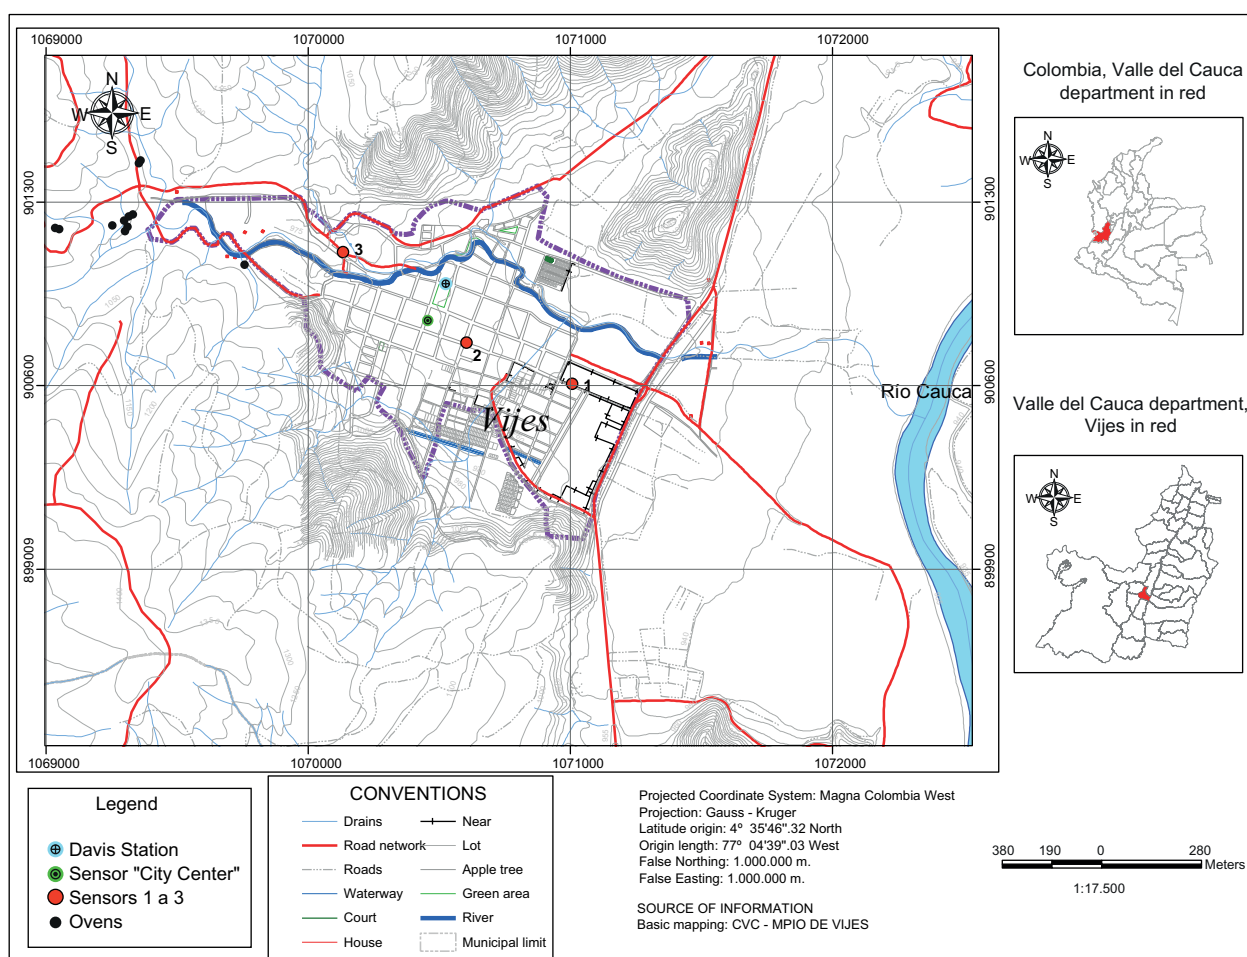 1069000 1070000 1071000 1072000
N
W E
S
901300 901300
3
2
1
900600 900600
Vijes
Río Cauca
899900 899900
1069000 1070000 1071000 1072000
Colombia, Valle del Cauca
department in red
N
W E
S
Valle del Cauca department,
Vijes in red
N
W E
S
Legend
Davis Station
Sensor "City Center"
Sensors 1 a 3
Ovens
CONVENTIONS
Drains
Road network
Roads
Waterway
Court
House
Near
Lot
Apple tree
Green area
River
Municipal limit
Projected Coordinate System: Magna Colombia West
Projection: Gauss - Kruger
Latitude origin: 4º 35'46".32 North
Origin length: 77º 04'39".03 West
False Northing: 1.000.000 m.
False Easting: 1.000.000 m.
SOURCE OF INFORMATION
Basic mapping: CVC - MPIO DE VIJES
380 190 0 280
Meters
1:17.500